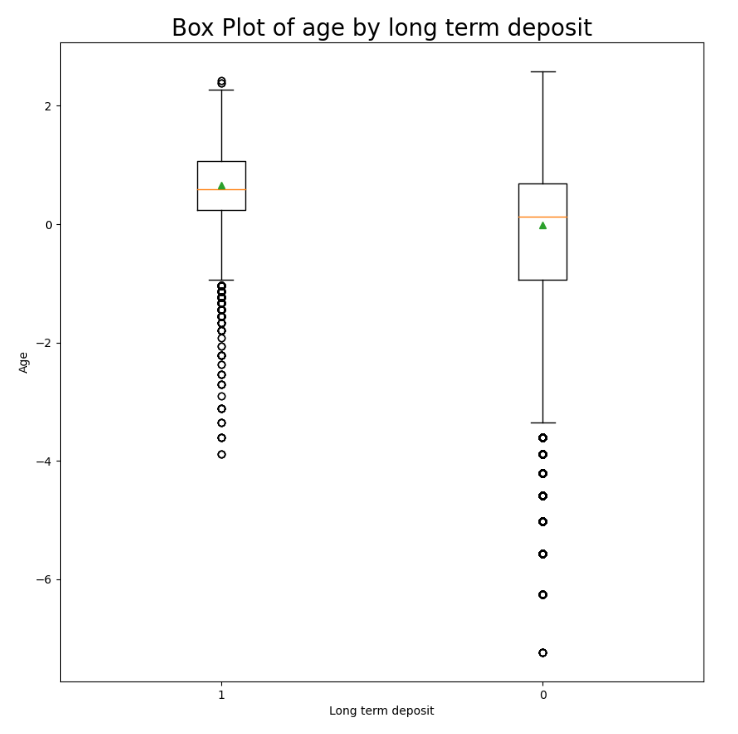 Box Plot of age by long term deposit
2
0
−2
−4
−6
Age
1 0
Long term deposit